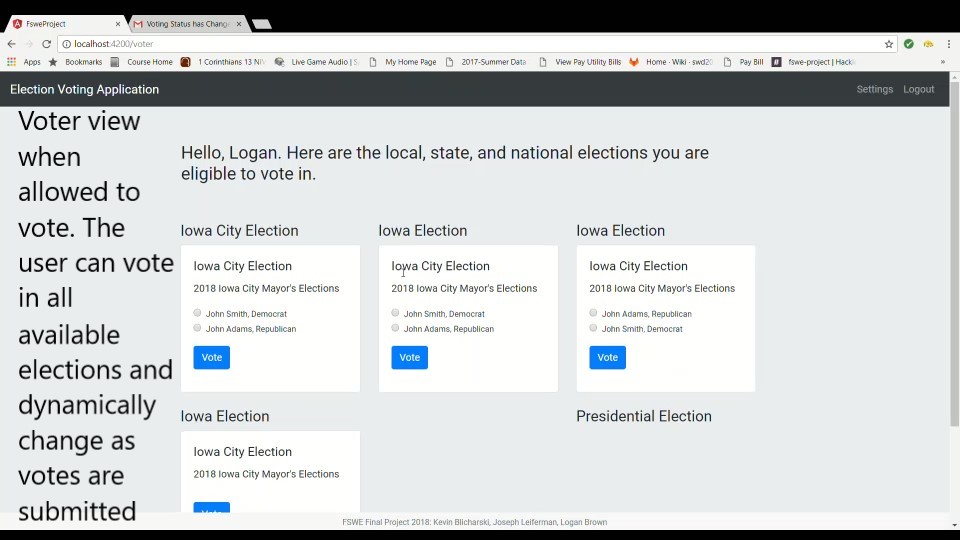 FsweProject
Voting Status has Chang
localhost:4200/voter
Apps Bookmarks Course Home 1 Corinthians 13 NIV Live Game Audio | S My Home Page 2017-Summer Data View Pay Utility Bills Home · Wiki · swd20 Pay Bill fswe-project | Hack
Election Voting Application Settings Logout
Voter view
when
allowed to
vote. The
user can vote
in all
available
elections and
dynamically
change as
votes are
submitted
Hello, Logan. Here are the local, state, and national elections you are
eligible to vote in.
Iowa City Election
Iowa City Election
2018 Iowa City Mayor's Elections
John Smith, Democrat
John Adams, Republican
Vote
Iowa Election
Iowa City Election
2018 Iowa City Mayor's Elections
John Smith, Democrat
John Adams, Republican
Vote
Iowa Election
Iowa City Election
2018 Iowa City Mayor's Elections
John Adams, Republican
John Smith, Democrat
Vote
Iowa Election
Iowa City Election
2018 Iowa City Mayor's Elections
Vote
Presidential Election
FSWE Final Project 2018: Kevin Blicharski, Joseph Leiferman, Logan Brown